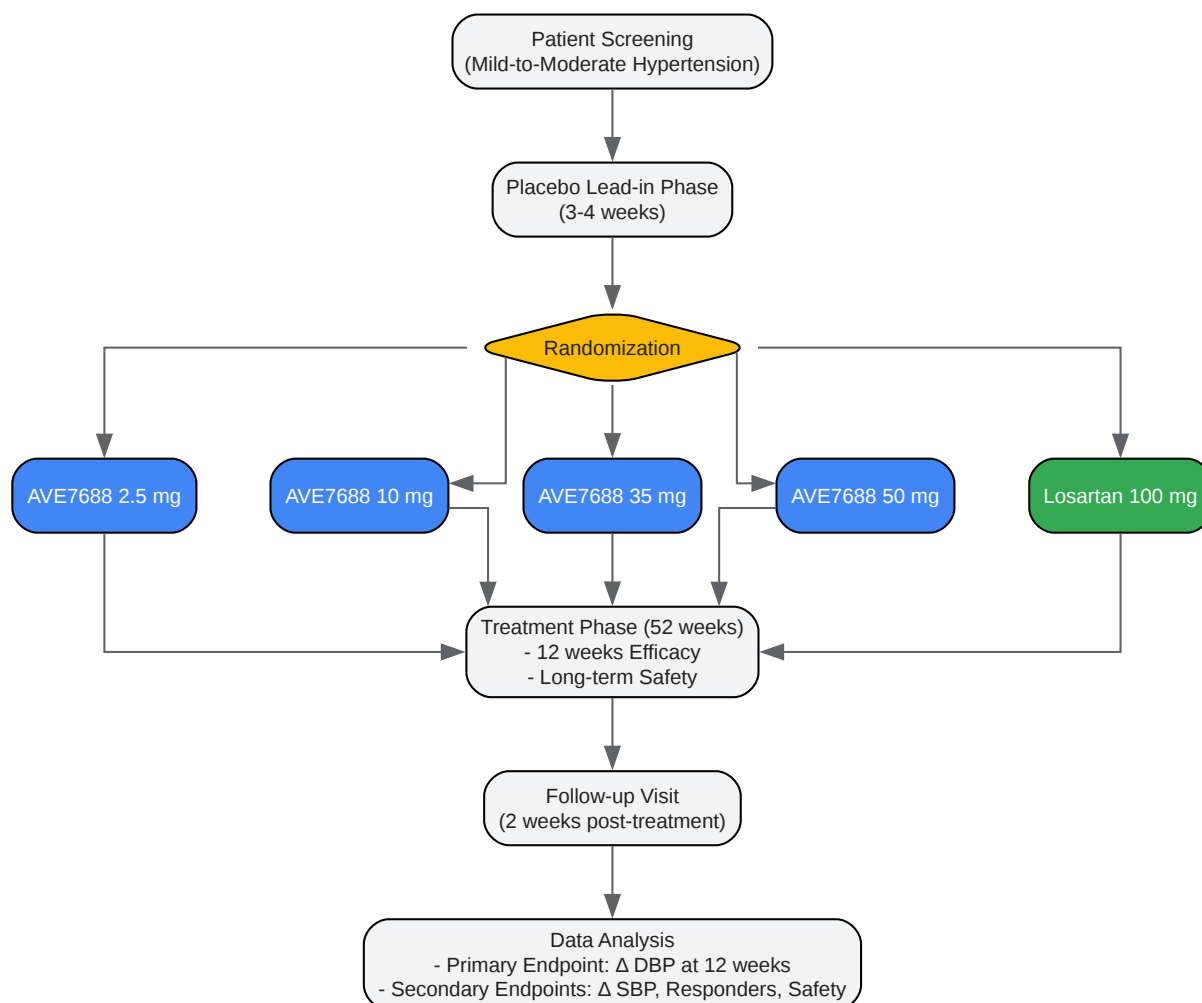 Patient Screening
(Mild-to-Moderate Hypertension)
Placebo Lead-in Phase
(3-4 weeks)
Randomization
AVE7688 2.5 mg
AVE7688 10 mg
AVE7688 35 mg
AVE7688 50 mg
Losartan 100 mg
Treatment Phase (52 weeks)
- 12 weeks Efficacy
- Long-term Safety
Follow-up Visit
(2 weeks post-treatment)
Data Analysis
- Primary Endpoint: Δ DBP at 12 weeks
- Secondary Endpoints: Δ SBP, Responders, Safety